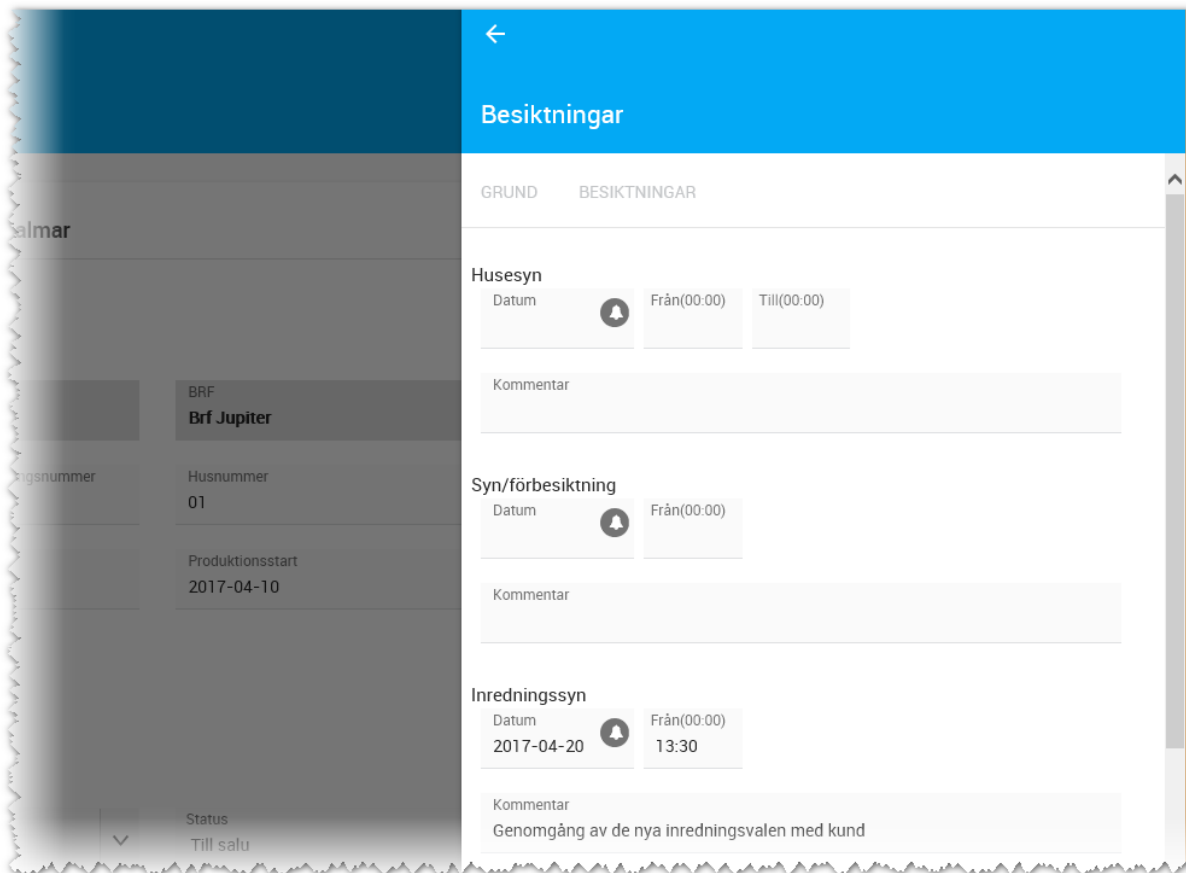 Besiktningar
GRUND BESIKTNINGAR
almar
Husesyn
Datum Från(00:00) Till(00:00)
Kommentar
BRF
Brf Jupiter
ngsnummer Husnummer
01
Syn/förbesiktning
Datum Från(00:00)
Produktionsstart
2017-04-10
Kommentar
Inredningssyn
Datum Från(00:00)
2017-04-20 13:30
Kommentar
Genomgång av de nya inredningsvalen med kund
Status
Till salu